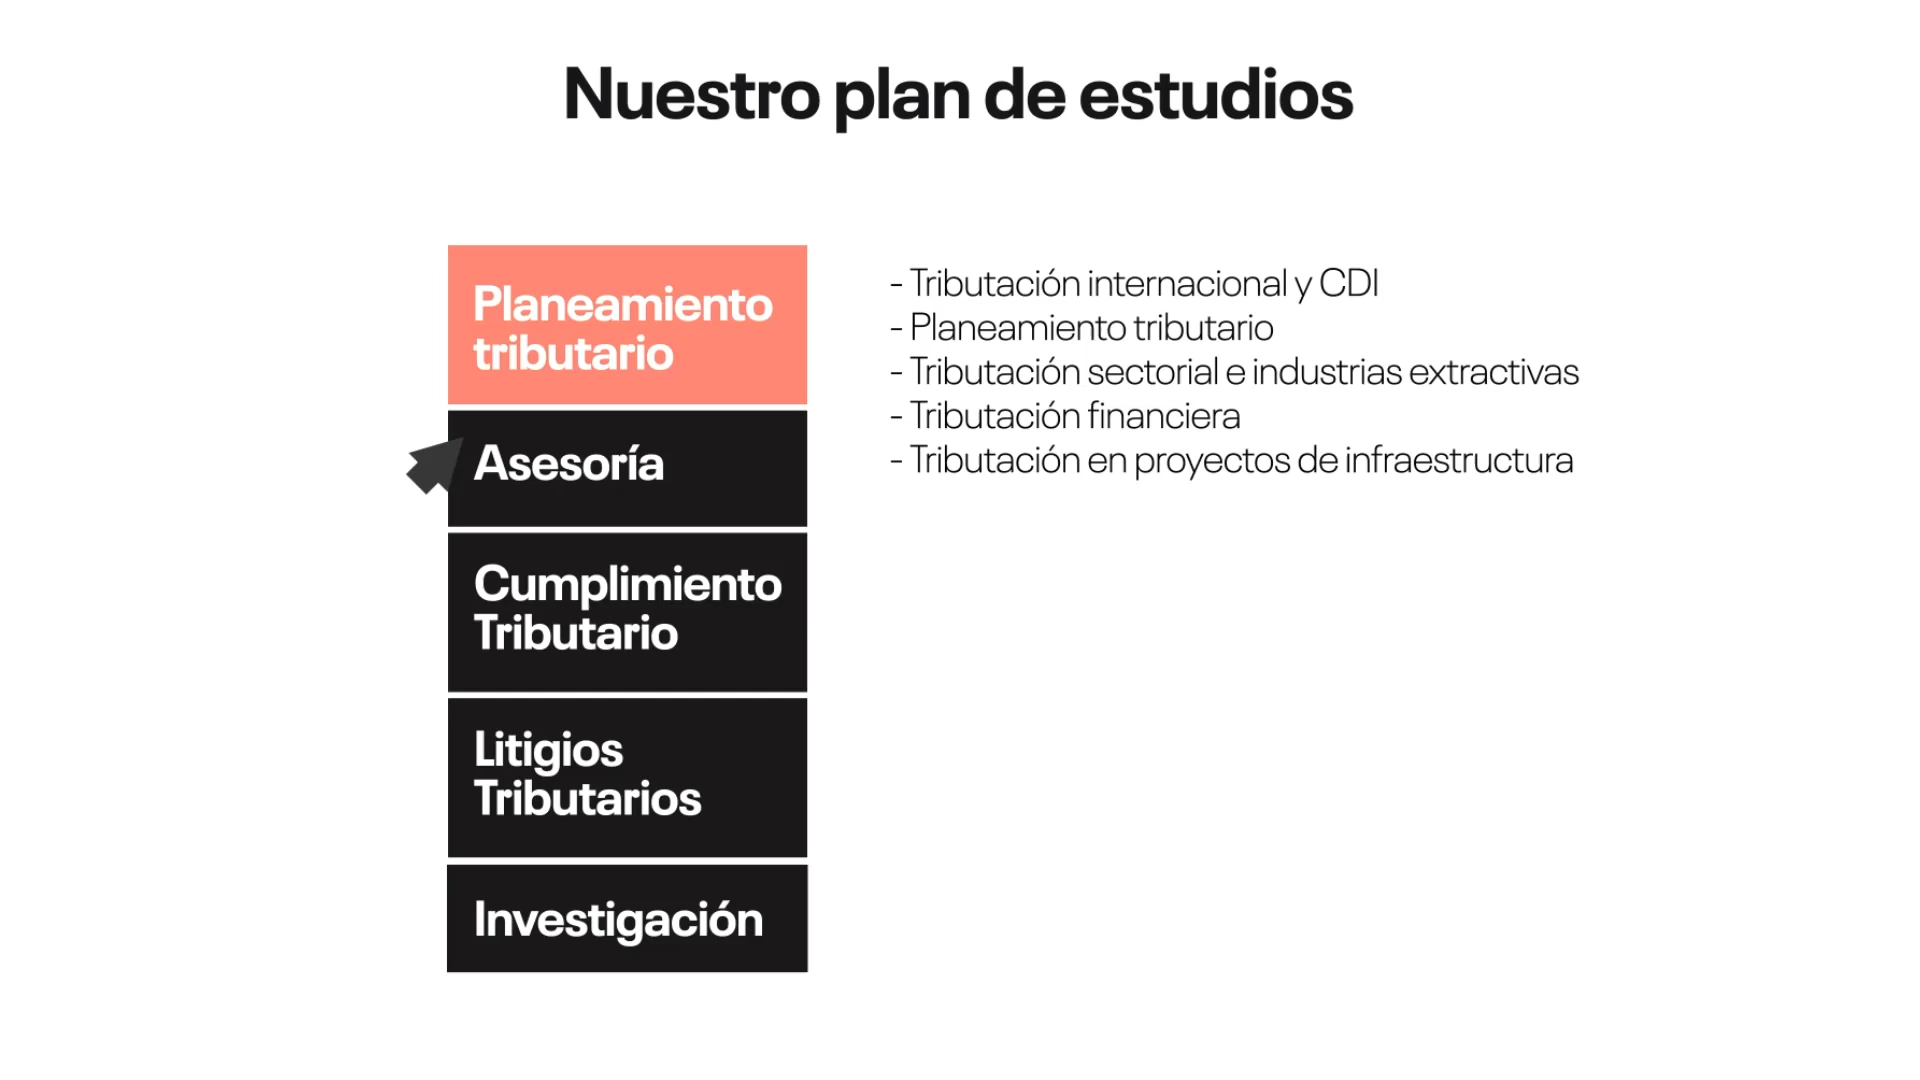 Nuestro plan de estudios
Planeamiento
tributario
- Tributación internacional y CDI
- Planeamiento tributario
- Tributación sectorial e industrias extractivas
- Tributación financiera
- Tributación en proyectos de infraestructura
Asesoría
Cumplimiento
Tributario
Litigios
Tributarios
Investigación